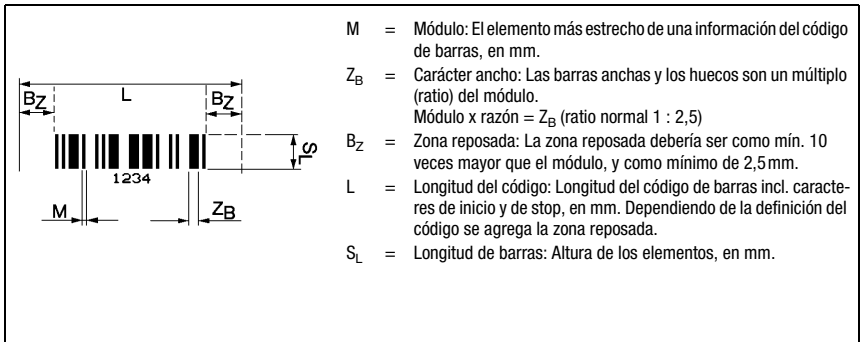 L
BZ
BZ
SL
1234
M
ZB
M = Módulo: El elemento más estrecho de una información del código
de barras, en mm.
ZB = Carácter ancho: Las barras anchas y los huecos son un múltiplo
(ratio) del módulo.
Módulo x razón = ZB (ratio normal 1 : 2,5)
BZ = Zona reposada: La zona reposada debería ser como mín. 10
veces mayor que el módulo, y como mínimo de 2,5 mm.
L = Longitud del código: Longitud del código de barras incl. caracte-
res de inicio y de stop, en mm. Dependiendo de la definición del
código se agrega la zona reposada.
SL = Longitud de barras: Altura de los elementos, en mm.